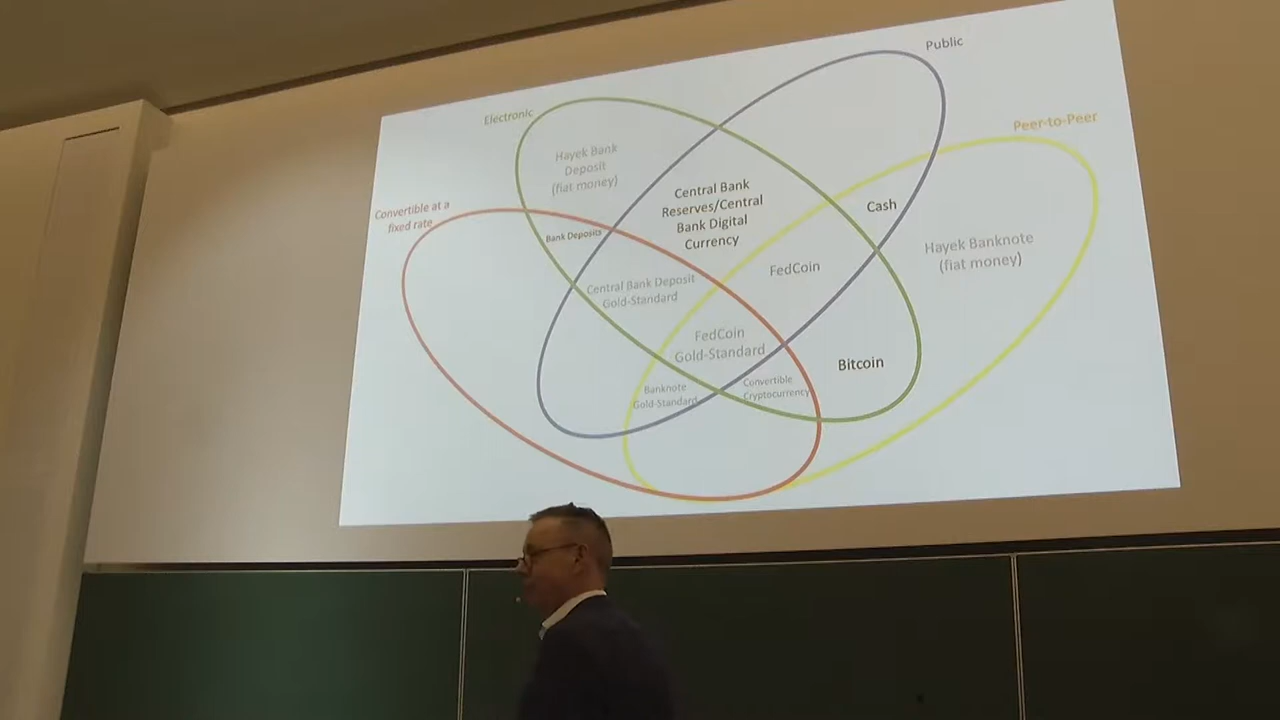 Public
Electronic
Peer-to-Peer
Hayek Bank
Deposit
(fiat money)
Central Bank
Reserves/Central
Bank Digital
Currency
Cash
Convertible at a
fixed rate
Bank Deposits
Hayek Banknote
(fiat money)
FedCoin
Central Bank Deposit
Gold-Standard
FedCoin
Gold-Standard
Bitcoin
Banknote
Gold-Standard
Convertible
Cryptocurrency